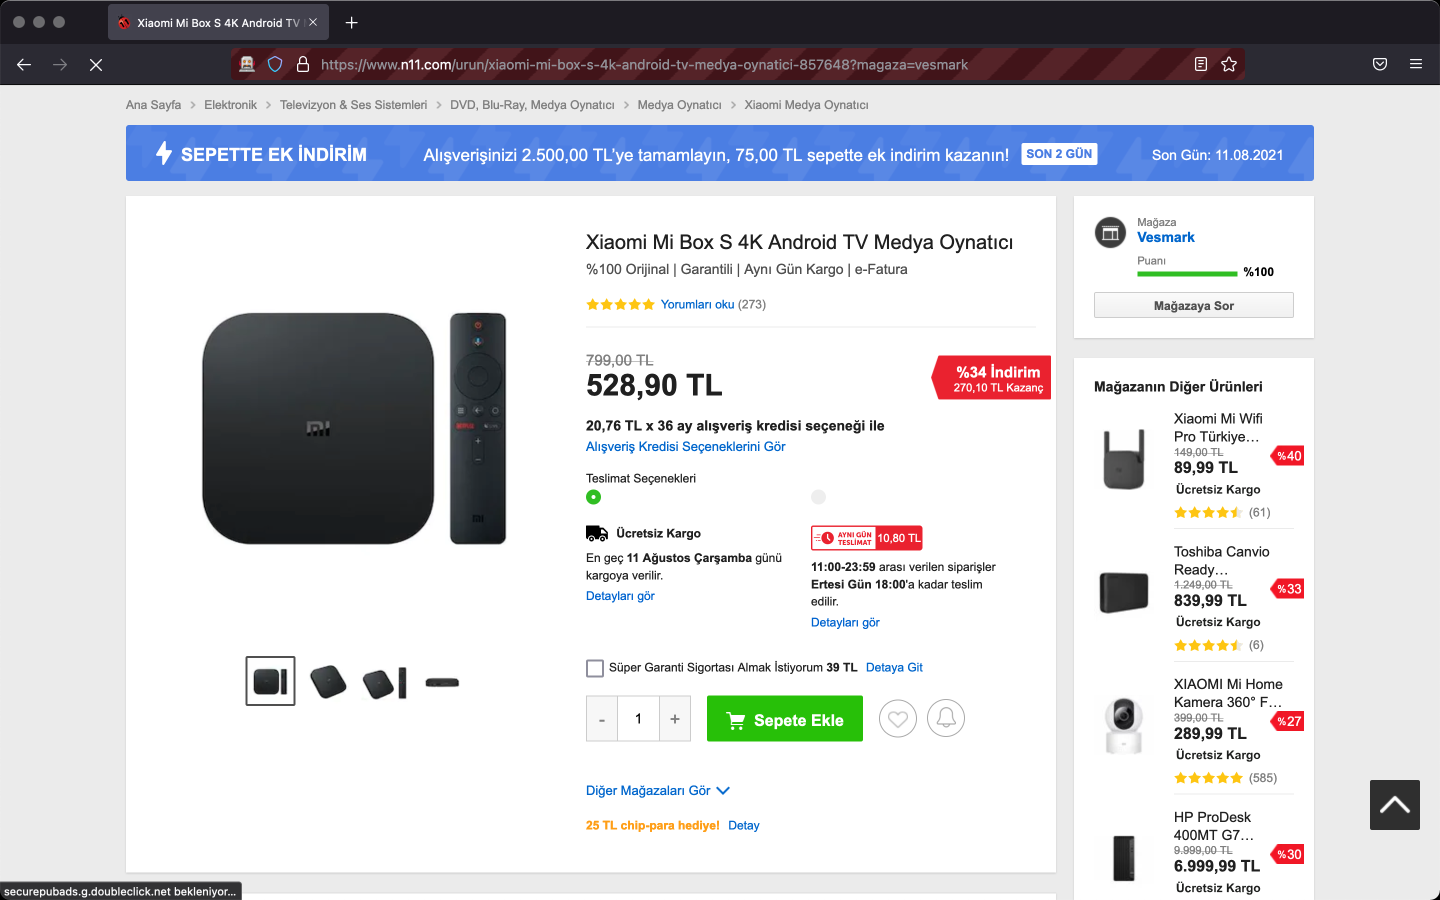 Xiaomi Mi Box S 4K Android TV
https://www.n11.com/urun/xiaomi-mi-box-s-4k-android-tv-medya-oynatici-857648?magaza=vesmark
Ana Sayfa > Elektronik > Televizyon & Ses Sistemleri > DVD, Blu-Ray, Medya Oynatıcı > Medya Oynatıcı > Xiaomi Medya Oynatıcı
SEPETTE EK İNDİRİM
Alışverişinizi 2.500,00 TL'ye tamamlayın, 75,00 TL sepette ek indirim kazanın!
SON 2 GÜN
Son Gün: 11.08.2021
Xiaomi Mi Box S 4K Android TV Medya Oynatıcı
%100 Orijinal | Garantili | Aynı Gün Kargo | e-Fatura
Yorumları oku (273)
799,00 TL
528,90 TL
%34 İndirim
270,10 TL Kazanç
20,76 TL x 36 ay alışveriş kredisi seçeneği ile
Alışveriş Kredisi Seçeneklerini Gör
Teslimat Seçenekleri
Ücretsiz Kargo
En geç 11 Ağustos Çarşamba günü
kargoya verilir.
Detayları gör
AYNI GÜN
TESLİMAT
10,80 TL
11:00-23:59 arası verilen siparişler
Ertesi Gün 18:00'a kadar teslim
edilir.
Detayları gör
Süper Garanti Sigortası Almak İstiyorum 39 TL Detaya Git
- 1 +
Sepete Ekle
Diğer Mağazaları Gör
25 TL chip-para hediye! Detay
mi
mi
Mağaza
Vesmark
Puanı
%100
Mağazaya Sor
Mağazanın Diğer Ürünleri
Xiaomi Mi Wifi
Pro Türkiye...
149,00 TL
89,99 TL
%40
Ücretsiz Kargo
(61)
Toshiba Canvio
Ready...
1.249,00 TL
839,99 TL
%33
Ücretsiz Kargo
(6)
XIAOMI Mi Home
Kamera 360° F...
399,00 TL
289,99 TL
%27
Ücretsiz Kargo
(585)
HP ProDesk
400MT G7...
9.999,00 TL
6.999,99 TL
%30
Ücretsiz Kargo
securepubads.g.doubleclick.net bekleniyor...